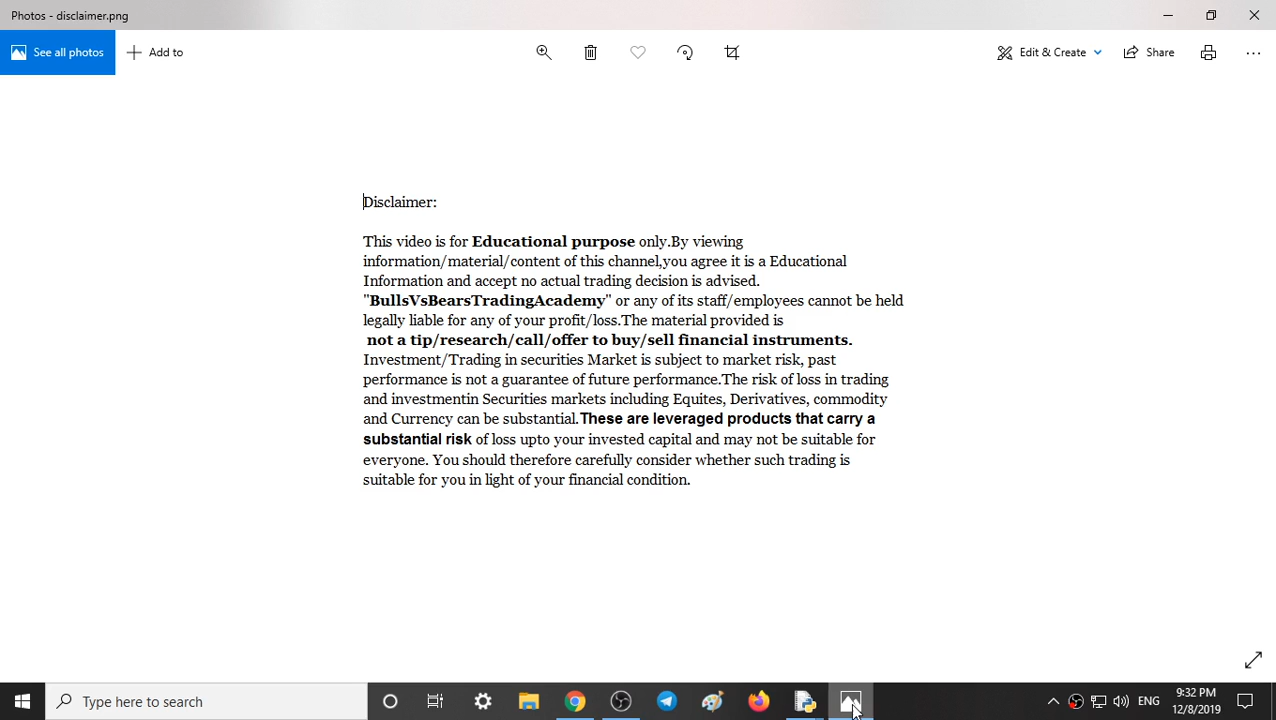 Photos - disclaimer.png
See all photos
Add to
Edit & Create
Share
Disclaimer:
This video is for Educational purpose only.By viewing
information/material/content of this channel,you agree it is a Educational
Information and accept no actual trading decision is advised.
"BullsVsBearsTradingAcademy" or any of its staff/employees cannot be held
legally liable for any of your profit/loss.The material provided is
not a tip/research/call/offer to buy/sell financial instruments.
Investment/Trading in securities Market is subject to market risk, past
performance is not a guarantee of future performance.The risk of loss in trading
and investmentin Securities markets including Equites, Derivatives, commodity
and Currency can be substantial.These are leveraged products that carry a
substantial risk of loss upto your invested capital and may not be suitable for
everyone. You should therefore carefully consider whether such trading is
suitable for you in light of your financial condition.
Type here to search
ENG
9:32 PM
12/8/2019